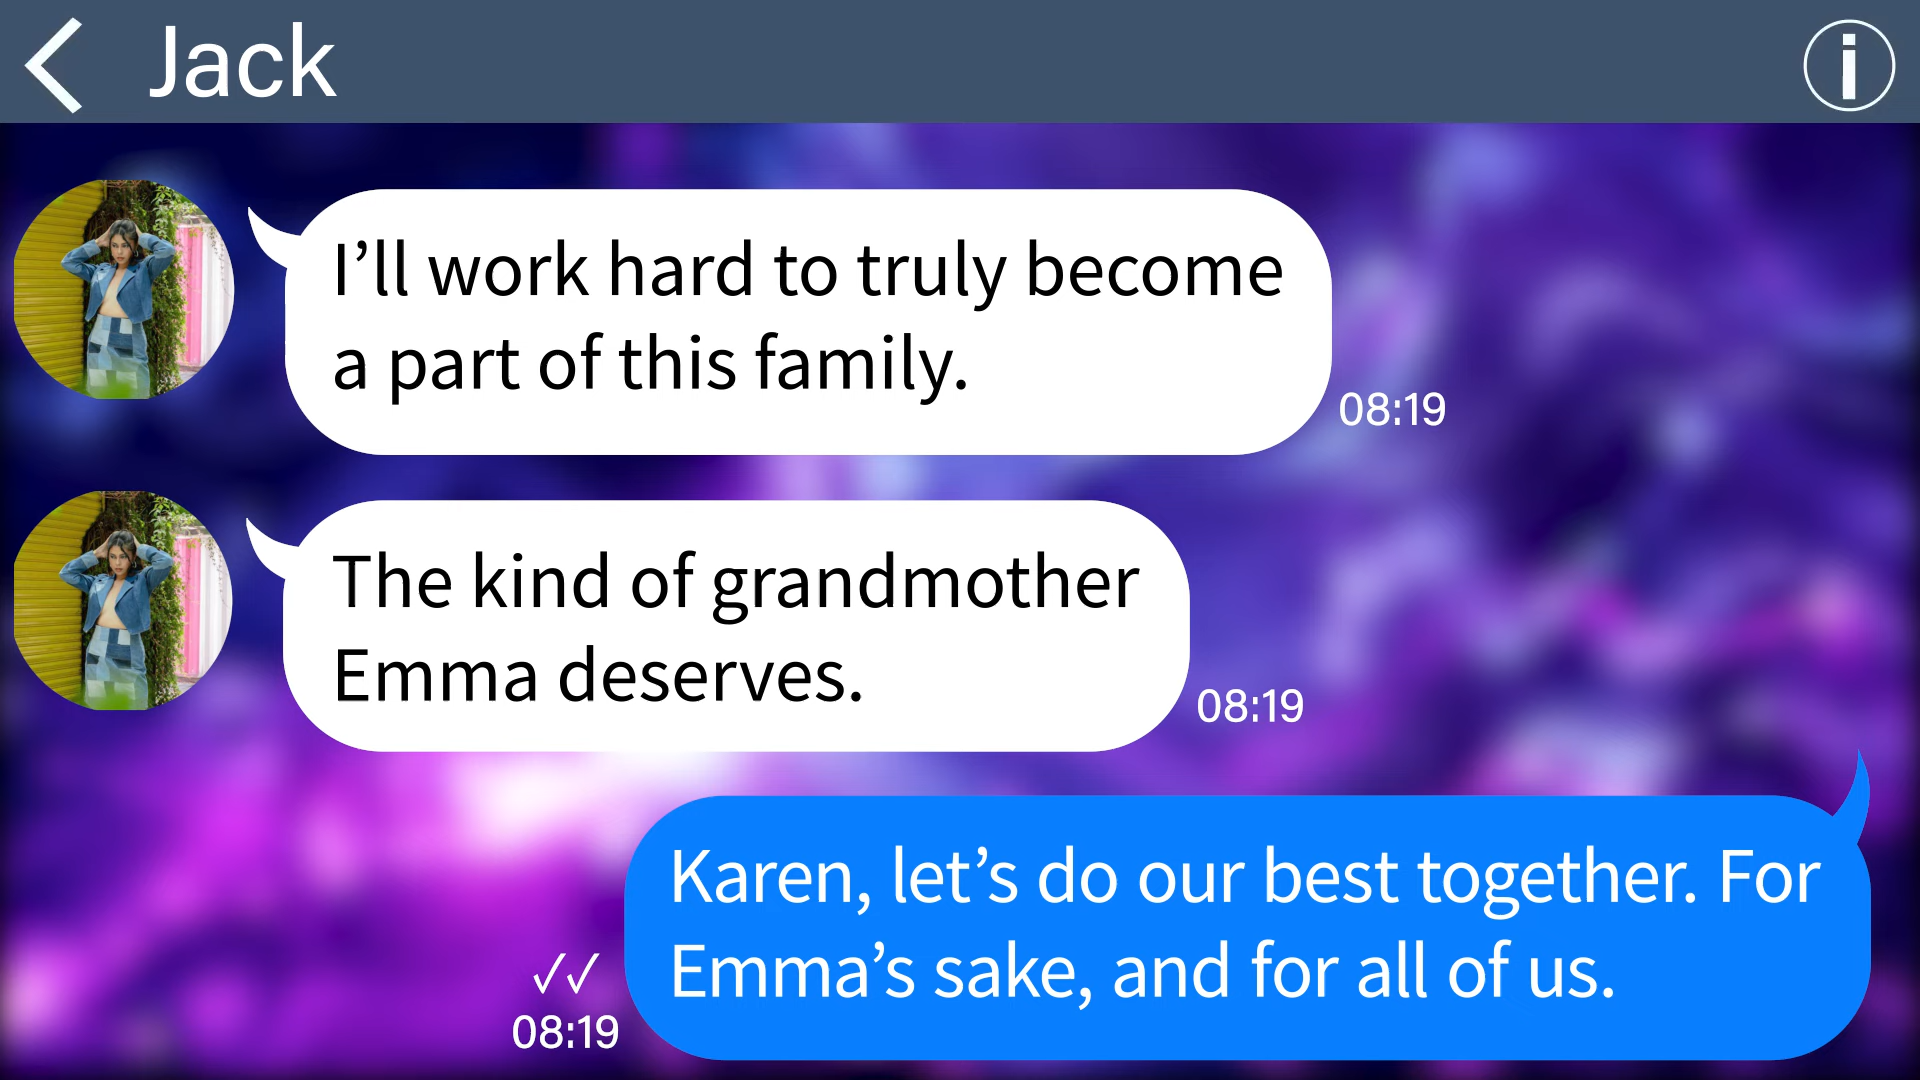 Jack
I’ll work hard to truly become
a part of this family.
08:19
The kind of grandmother
Emma deserves.
08:19
Karen, let’s do our best together. For
Emma’s sake, and for all of us.
08:19